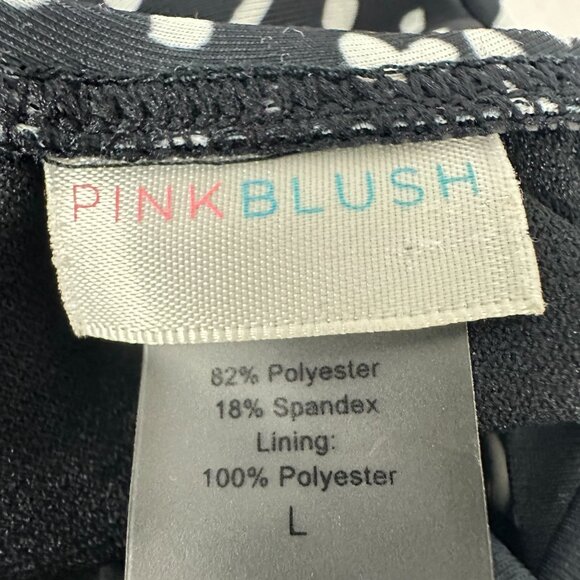 PINKBLUSH
82% Polyester
18% Spandex
Lining:
100% Polyester
L